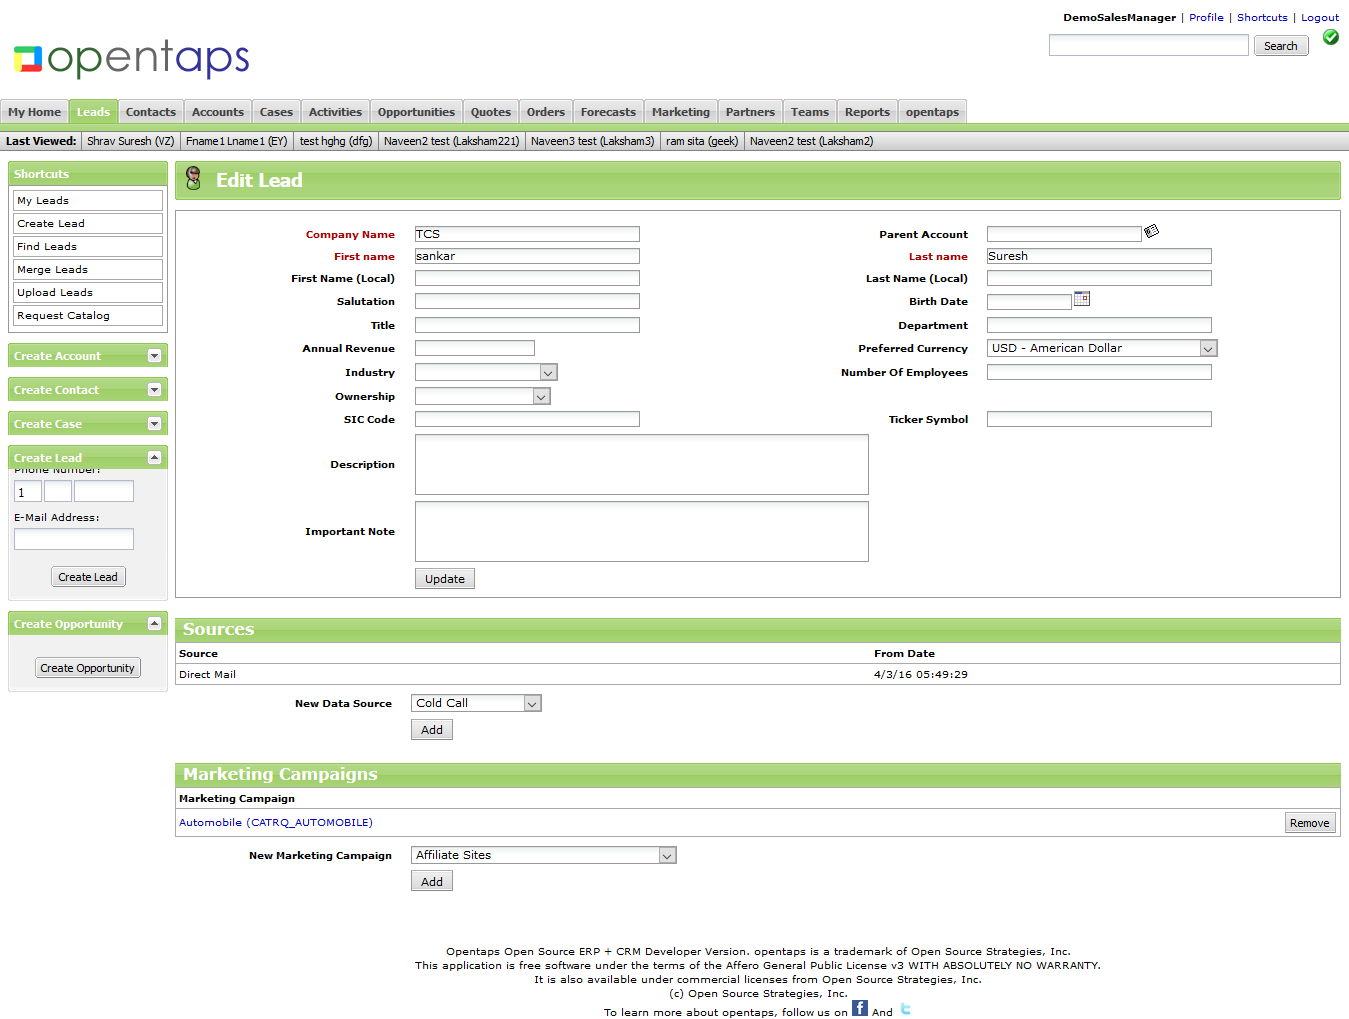 DemoSalesManager | Profile | Shortcuts | Logout
opentaps
Search
My Home Leads Contacts Accounts Cases Activities Opportunities Quotes Orders Forecasts Marketing Partners Teams Reports opentaps
Last Viewed: Shrav Suresh (VZ) Fname1 Lname1 (EY) test hghg (dfg) Naveen2 test (Laksham221) Naveen3 test (Laksham3) ram sita (geek) Naveen2 test (Laksham2)
Shortcuts
My Leads
Create Lead
Find Leads
Merge Leads
Upload Leads
Request Catalog
Create Account
Create Contact
Create Case
Create Lead
Phone Number:
1
E-Mail Address:
Create Lead
Create Opportunity
Create Opportunity
Edit Lead
Company Name TCS Parent Account
First name sankar Last name Suresh
First Name (Local) Last Name (Local)
Salutation Birth Date
Title Department
Annual Revenue Preferred Currency USD - American Dollar
Industry Number Of Employees
Ownership
SIC Code Ticker Symbol
Description
Important Note
Update
Sources
Source From Date
Direct Mail 4/3/16 05:49:29
New Data Source Cold Call
Add
Marketing Campaigns
Marketing Campaign
Automobile (CATRQ_AUTOMOBILE) Remove
New Marketing Campaign Affiliate Sites
Add
Opentaps Open Source ERP + CRM Developer Version. opentaps is a trademark of Open Source Strategies, Inc.
This application is free software under the terms of the Affero General Public License v3 WITH ABSOLUTELY NO WARRANTY.
It is also available under commercial licenses from Open Source Strategies, Inc.
(c) Open Source Strategies, Inc.
To learn more about opentaps, follow us on f And t